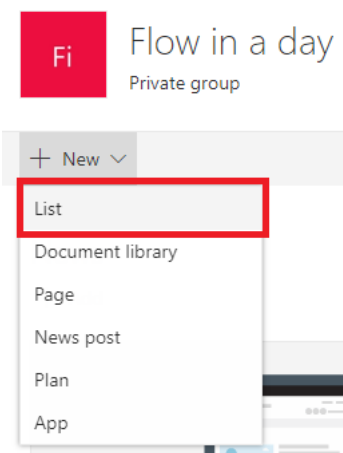 Fi
Flow in a day
Private group
+ New
List
Document library
Page
News post
Plan
App